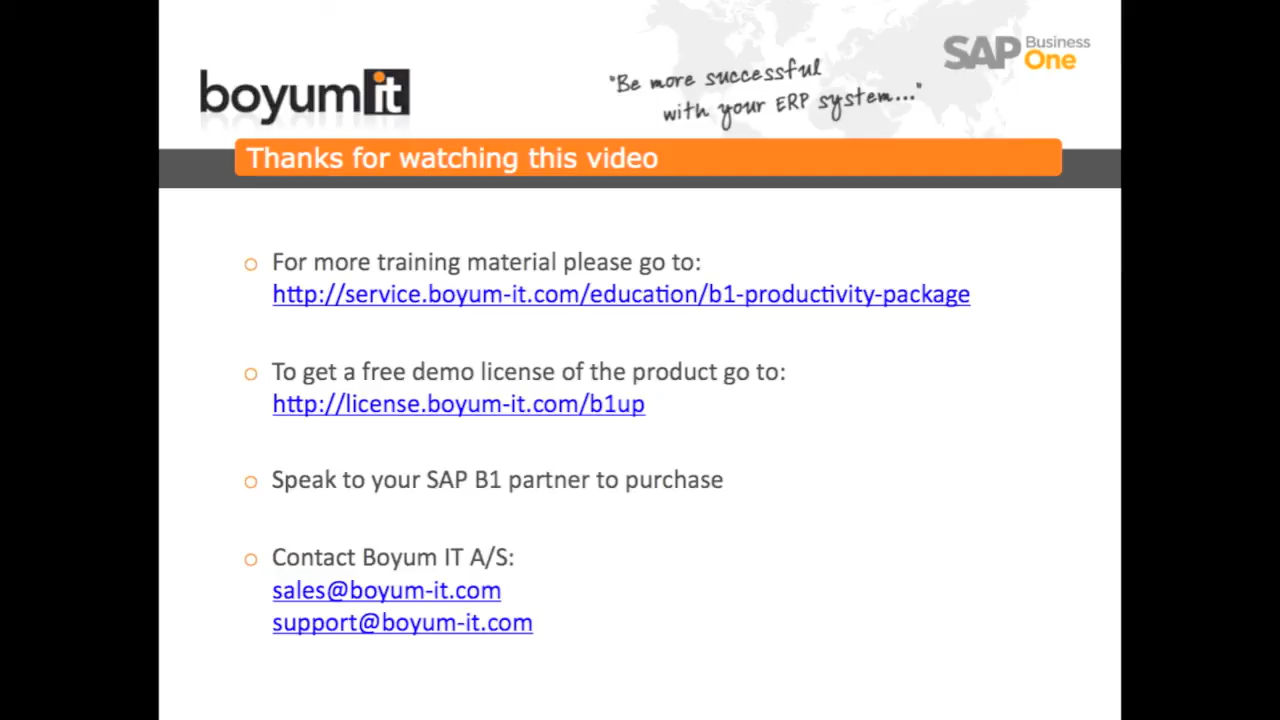 boyumit
"Be more successful
with your ERP system..."
SAP Business One
Thanks for watching this video
For more training material please go to:
http://service.boyum-it.com/education/b1-productivity-package
To get a free demo license of the product go to:
http://license.boyum-it.com/b1up
Speak to your SAP B1 partner to purchase
Contact Boyum IT A/S:
sales@boyum-it.com
support@boyum-it.com